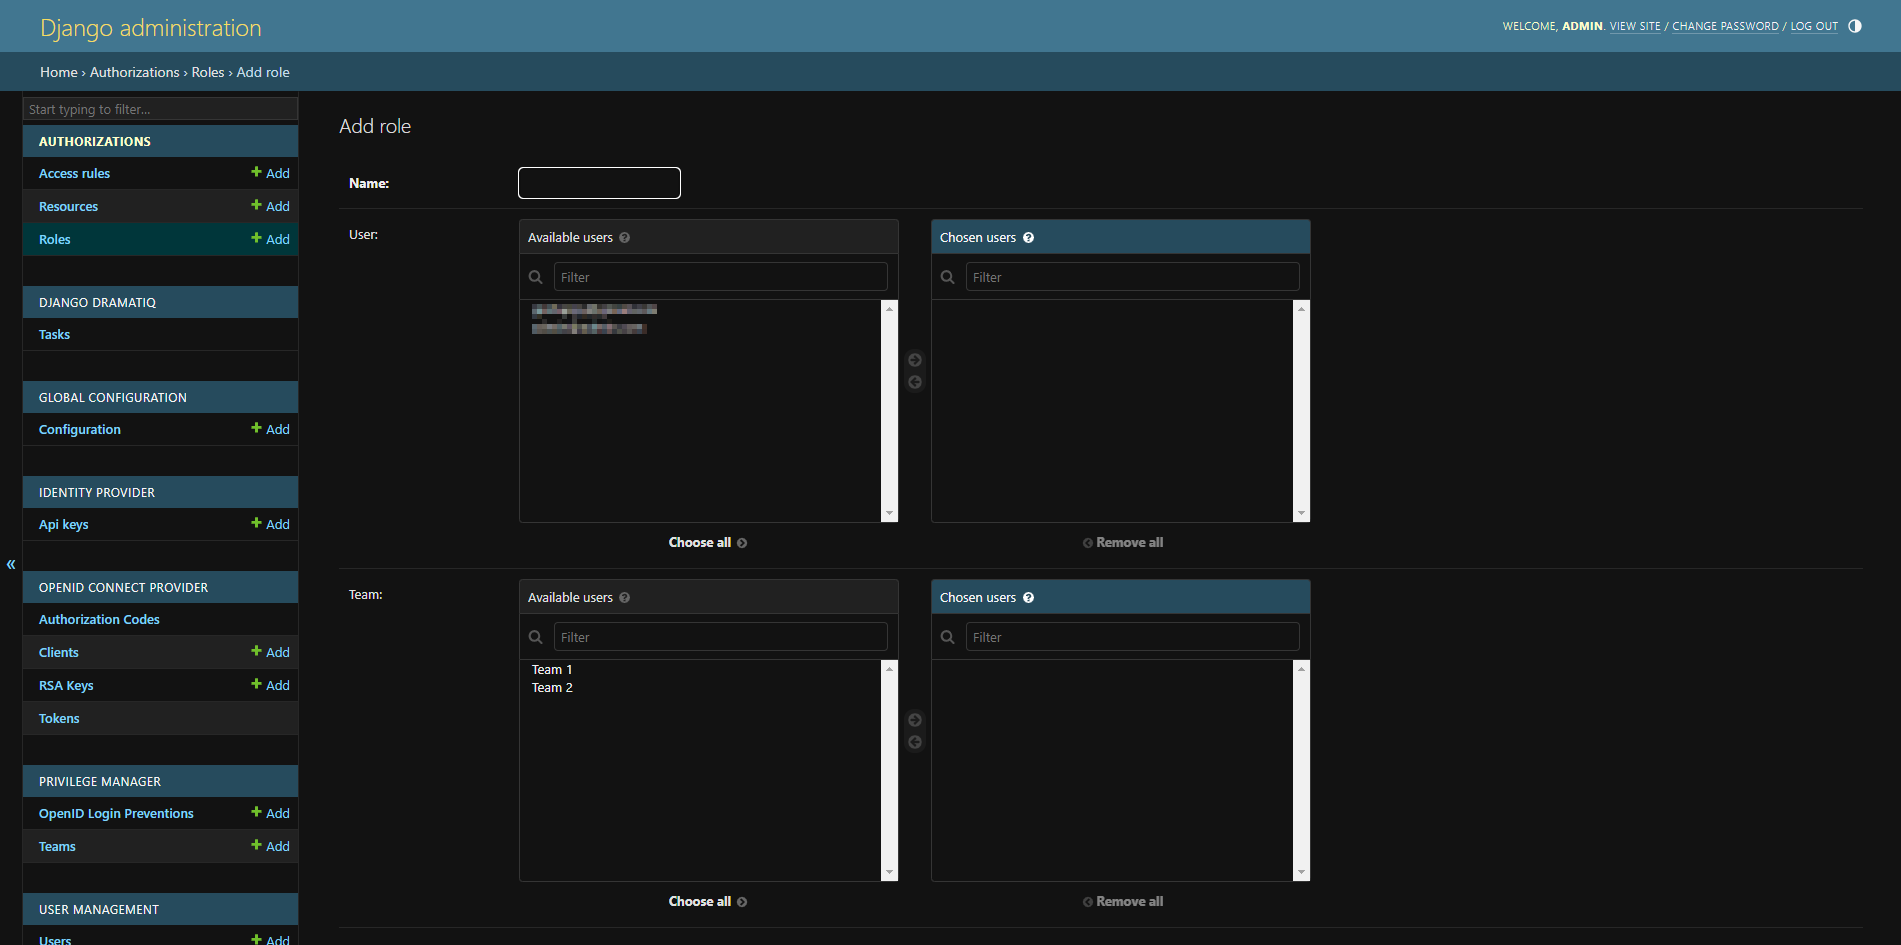 Django administration
WELCOME, ADMIN. VIEW SITE / CHANGE PASSWORD / LOG OUT
Home › Authorizations › Roles › Add role
Start typing to filter...
AUTHORIZATIONS
Access rules Add
Resources Add
Roles Add
DJANGO DRAMATIQ
Tasks
GLOBAL CONFIGURATION
Configuration Add
IDENTITY PROVIDER
Api keys Add
«
OPENID CONNECT PROVIDER
Authorization Codes
Clients Add
RSA Keys Add
Tokens
PRIVILEGE MANAGER
OpenID Login Preventions Add
Teams Add
USER MANAGEMENT
Users Add
Add role
Name:
User:
Available users
Filter
Choose all
Chosen users
Filter
Remove all
Team:
Available users
Filter
Team 1
Team 2
Choose all
Chosen users
Filter
Remove all